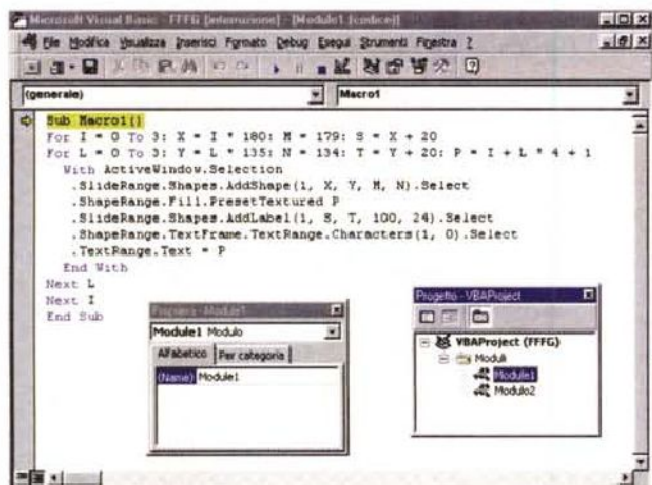 Microsoft Visual Basic - FFFG [interruzione] - [Module1 (codice)]
File Modifica Visualizza Inserisci Formato Debug Esegui Strumenti Finestra ?
(generale) Macro1
Sub Macro1()
For I = 0 To 3: X = I * 180: M = 179: S = X + 20
For L = 0 To 3: Y = L * 135: N = 134: T = Y + 20: P = I + L * 4 + 1
With ActiveWindow.Selection
.SlideRange.Shapes.AddShape(1, X, Y, M, N).Select
.ShapeRange.Fill.PresetTextured P
.SlideRange.Shapes.AddLabel(1, S, T, 100, 24).Select
.ShapeRange.TextFrame.TextRange.Characters(1, 0).Select
.TextRange.Text = P
End With
Next L
Next I
End Sub
Proprietà - Module1
Module1 Modulo
Alfabetico Per categoria
(Name) Module1
Progetto - VBAProject
VBAProject (FFFG)
Moduli
Module1
Modulo2